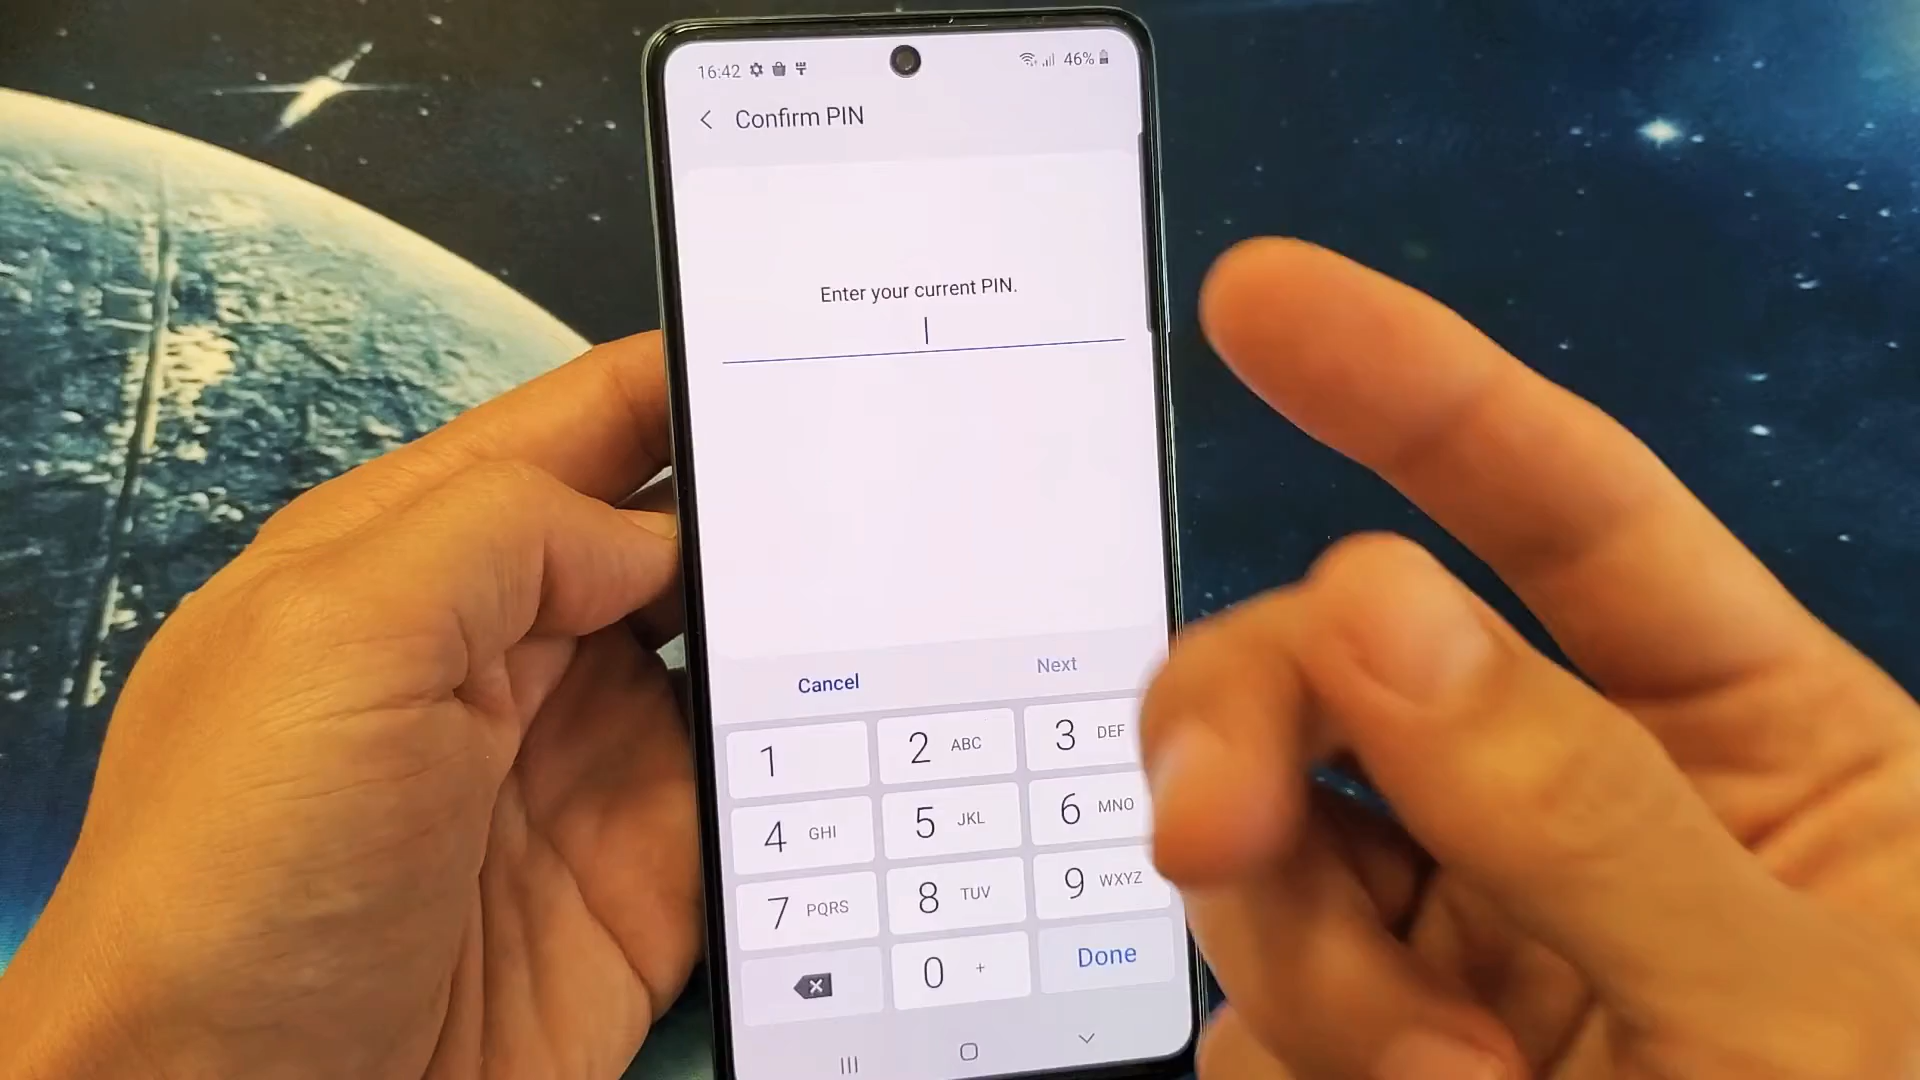 16:42 46%
Confirm PIN
Enter your current PIN.
Cancel Next
1 2 ABC 3 DEF
4 GHI 5 JKL 6 MNO
7 PQRS 8 TUV 9 WXYZ
0 + Done